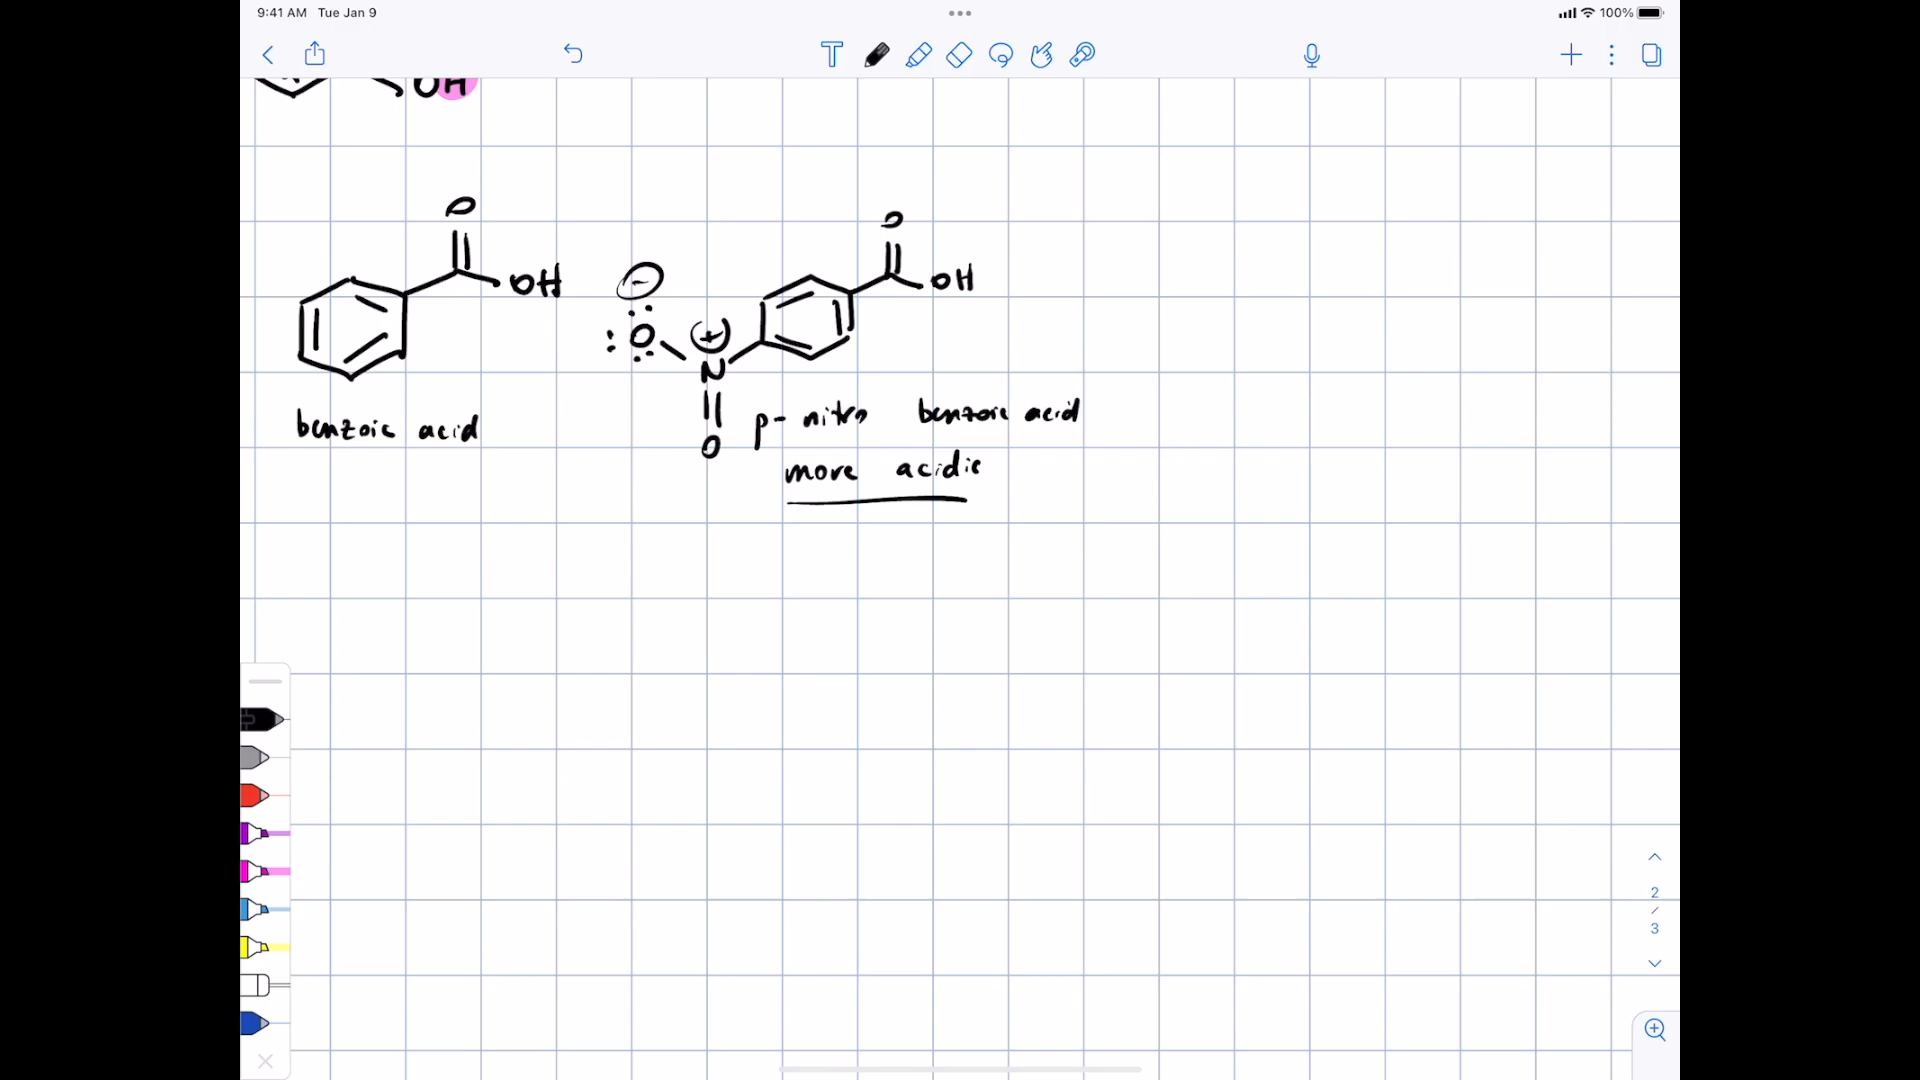 9:41 AM Tue Jan 9
100%
T
OH
O
OH
benzoic acid
O
OH
−
:O
+
N
O
p- nitro benzoic acid
more acidic
2
/
3